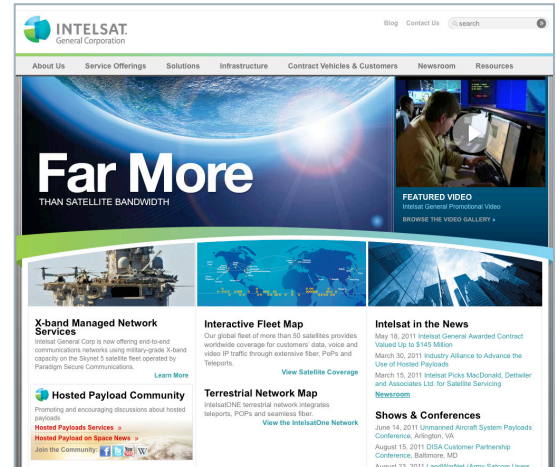 INTELSAT.
General Corporation
Blog Contact Us search
About Us Service Offerings Solutions Infrastructure Contract Vehicles & Customers Newsroom Resources
Far More
THAN SATELLITE BANDWIDTH
FEATURED VIDEO
Intelsat General Promotional Video
BROWSE THE VIDEO GALLERY »
X-band Managed Network
Services
Intelsat General Corp is now offering end-to-end
communications networks using military-grade X-band
capacity on the Skynet 5 satellite fleet operated by
Paradigm Secure Communications.
Learn More
Hosted Payload Community
Promoting and encouraging discussions about hosted
payloads
Hosted Payloads Services »
Hosted Payload on Space News »
Join the Community:
Interactive Fleet Map
Our global fleet of more than 50 satellites provides
worldwide coverage for customers' data, voice and
video IP traffic through extensive fiber, PoPs and
Teleports.
View Satellite Coverage
Terrestrial Network Map
IntelsatONE terrestrial network integrates
teleports, POPs and seamless fiber.
View the IntelsatOne Network
Intelsat in the News
May 18, 2011 Intelsat General Awarded Contract
Valued Up to $145 Million
March 30, 2011 Industry Alliance to Advance the
Use of Hosted Payloads
March 15, 2011 Intelsat Picks MacDonald, Dettwiler
and Associates Ltd. for Satellite Servicing
Newsroom
Shows & Conferences
June 14, 2011 Unmanned Aircraft System Payloads
Conference, Arlington, VA
August 15, 2011 DISA Customer Partnership
Conference, Baltimore, MD
August 23, 2011 LandWarNet (Army Satcom Users